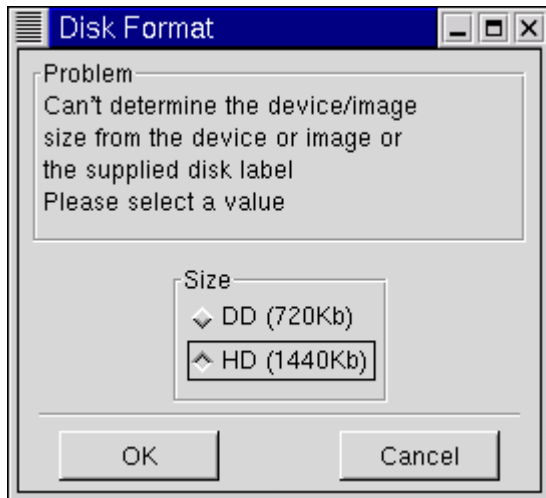 Disk Format
Problem
Can't determine the device/image
size from the device or image or
the supplied disk label
Please select a value
Size
DD (720Kb)
HD (1440Kb)
OK Cancel